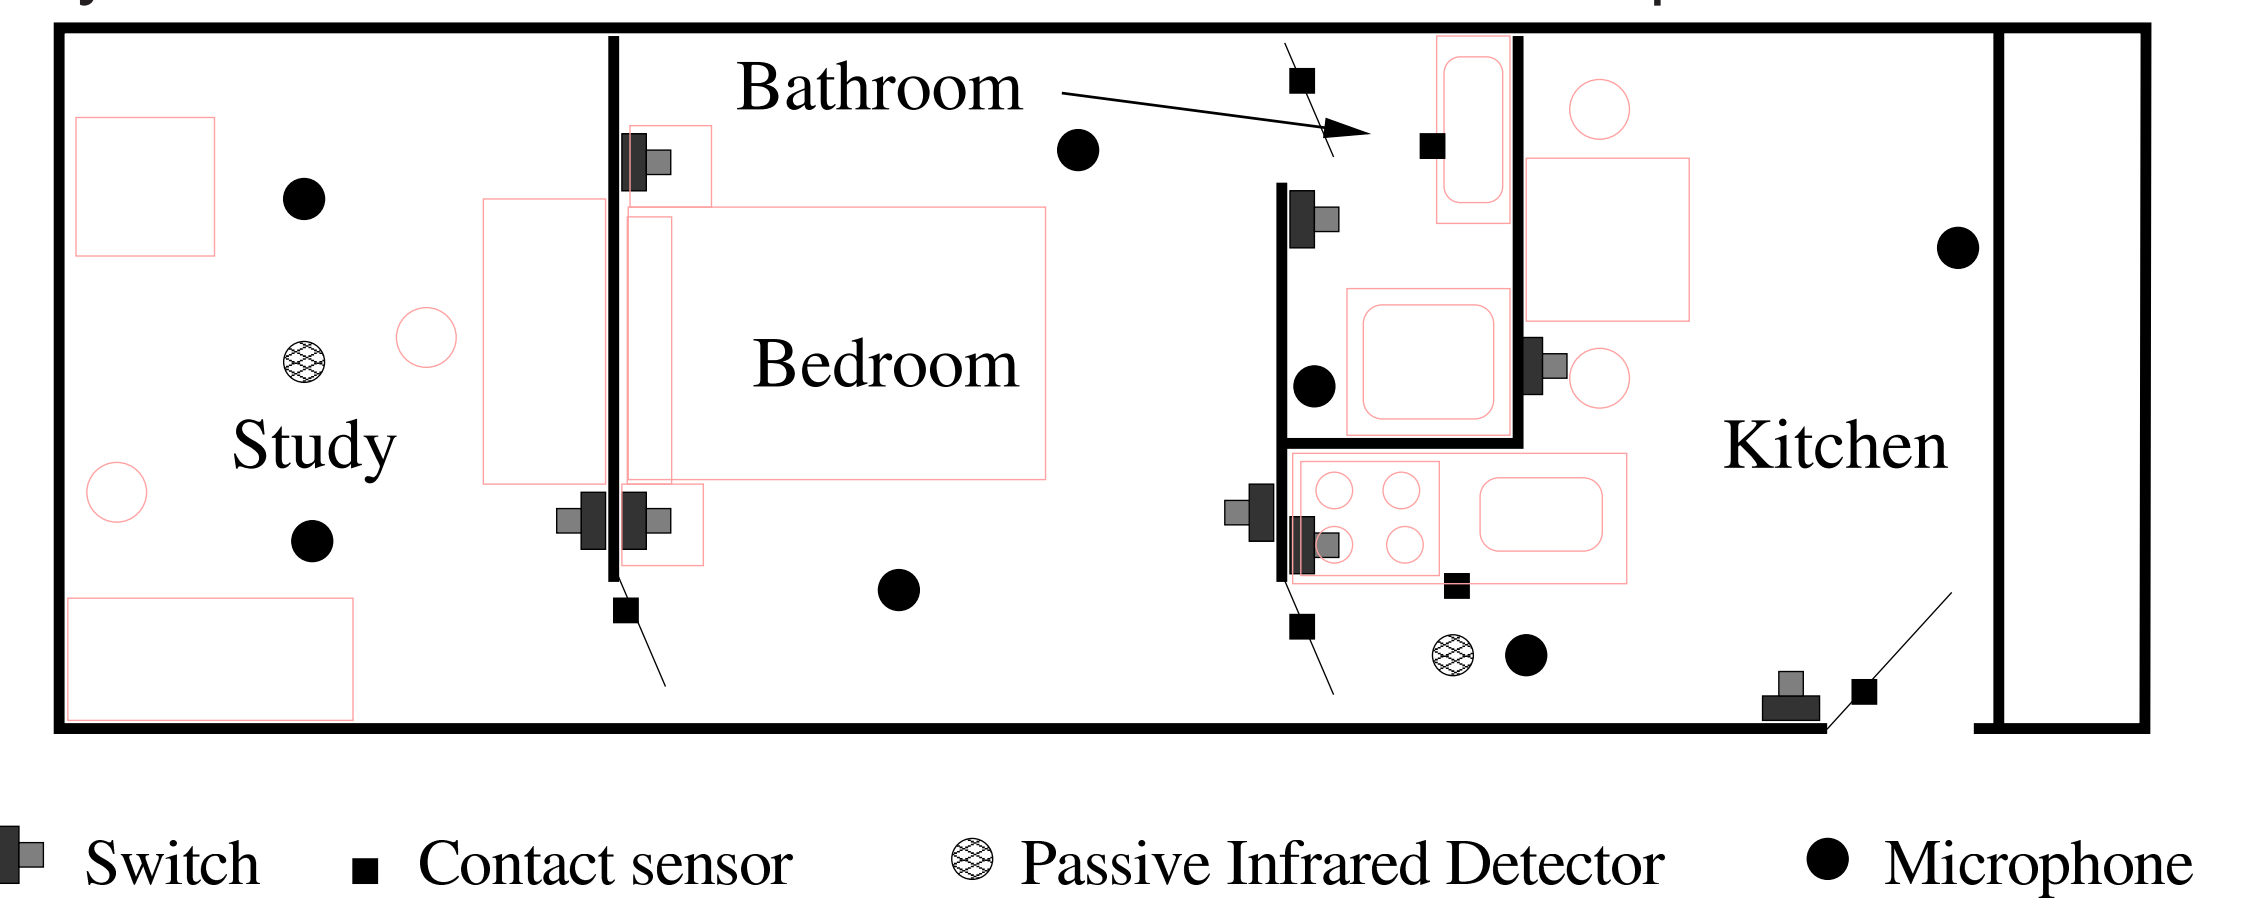 Bathroom
Bedroom
Study
Kitchen
Switch Contact sensor Passive Infrared Detector Microphone